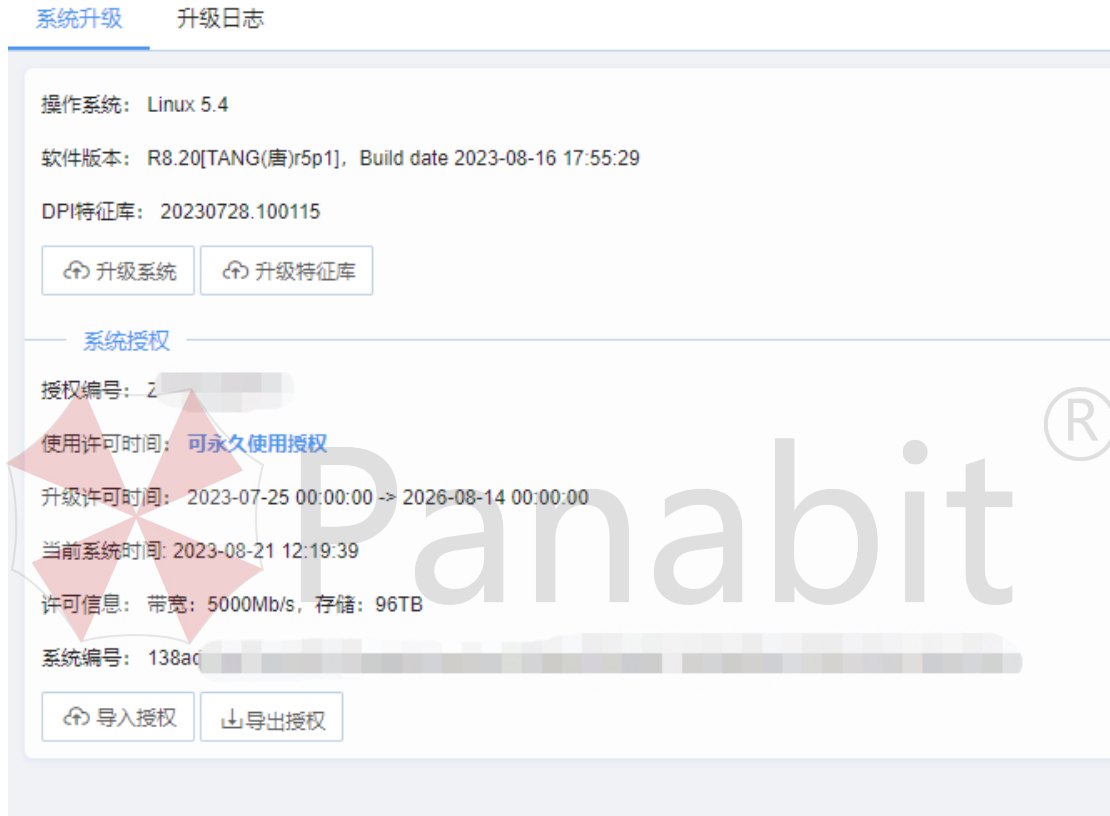 系统升级 升级日志
操作系统： Linux 5.4
软件版本： R8.20[TANG(唐)r5p1]，Build date 2023-08-16 17:55:29
DPI特征库： 20230728.100115
升级系统 升级特征库
系统授权
授权编号： Z
使用许可时间： 可永久使用授权
升级许可时间： 2023-07-25 00:00:00 -> 2026-08-14 00:00:00
当前系统时间: 2023-08-21 12:19:39
许可信息： 带宽：5000Mb/s，存储：96TB
系统编号： 138ad
导入授权 导出授权
Panabit®